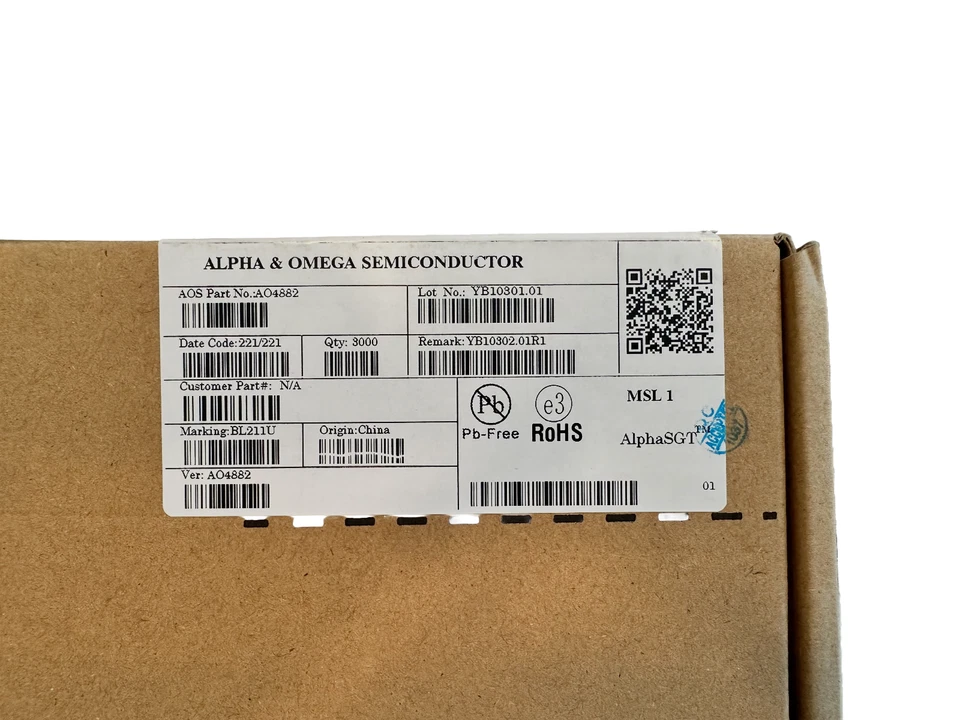 ALPHA & OMEGA SEMICONDUCTOR
AOS Part No.:AO4882
Lot No.: YB10301.01
Date Code:221/221
Qty: 3000
Remark:YB10302.01R1
Customer Part#: N/A
Marking:BL211U
Origin:China
Ver: AO4882
Pb
Pb-Free
e3
RoHS
MSL 1
AlphaSGT™
01